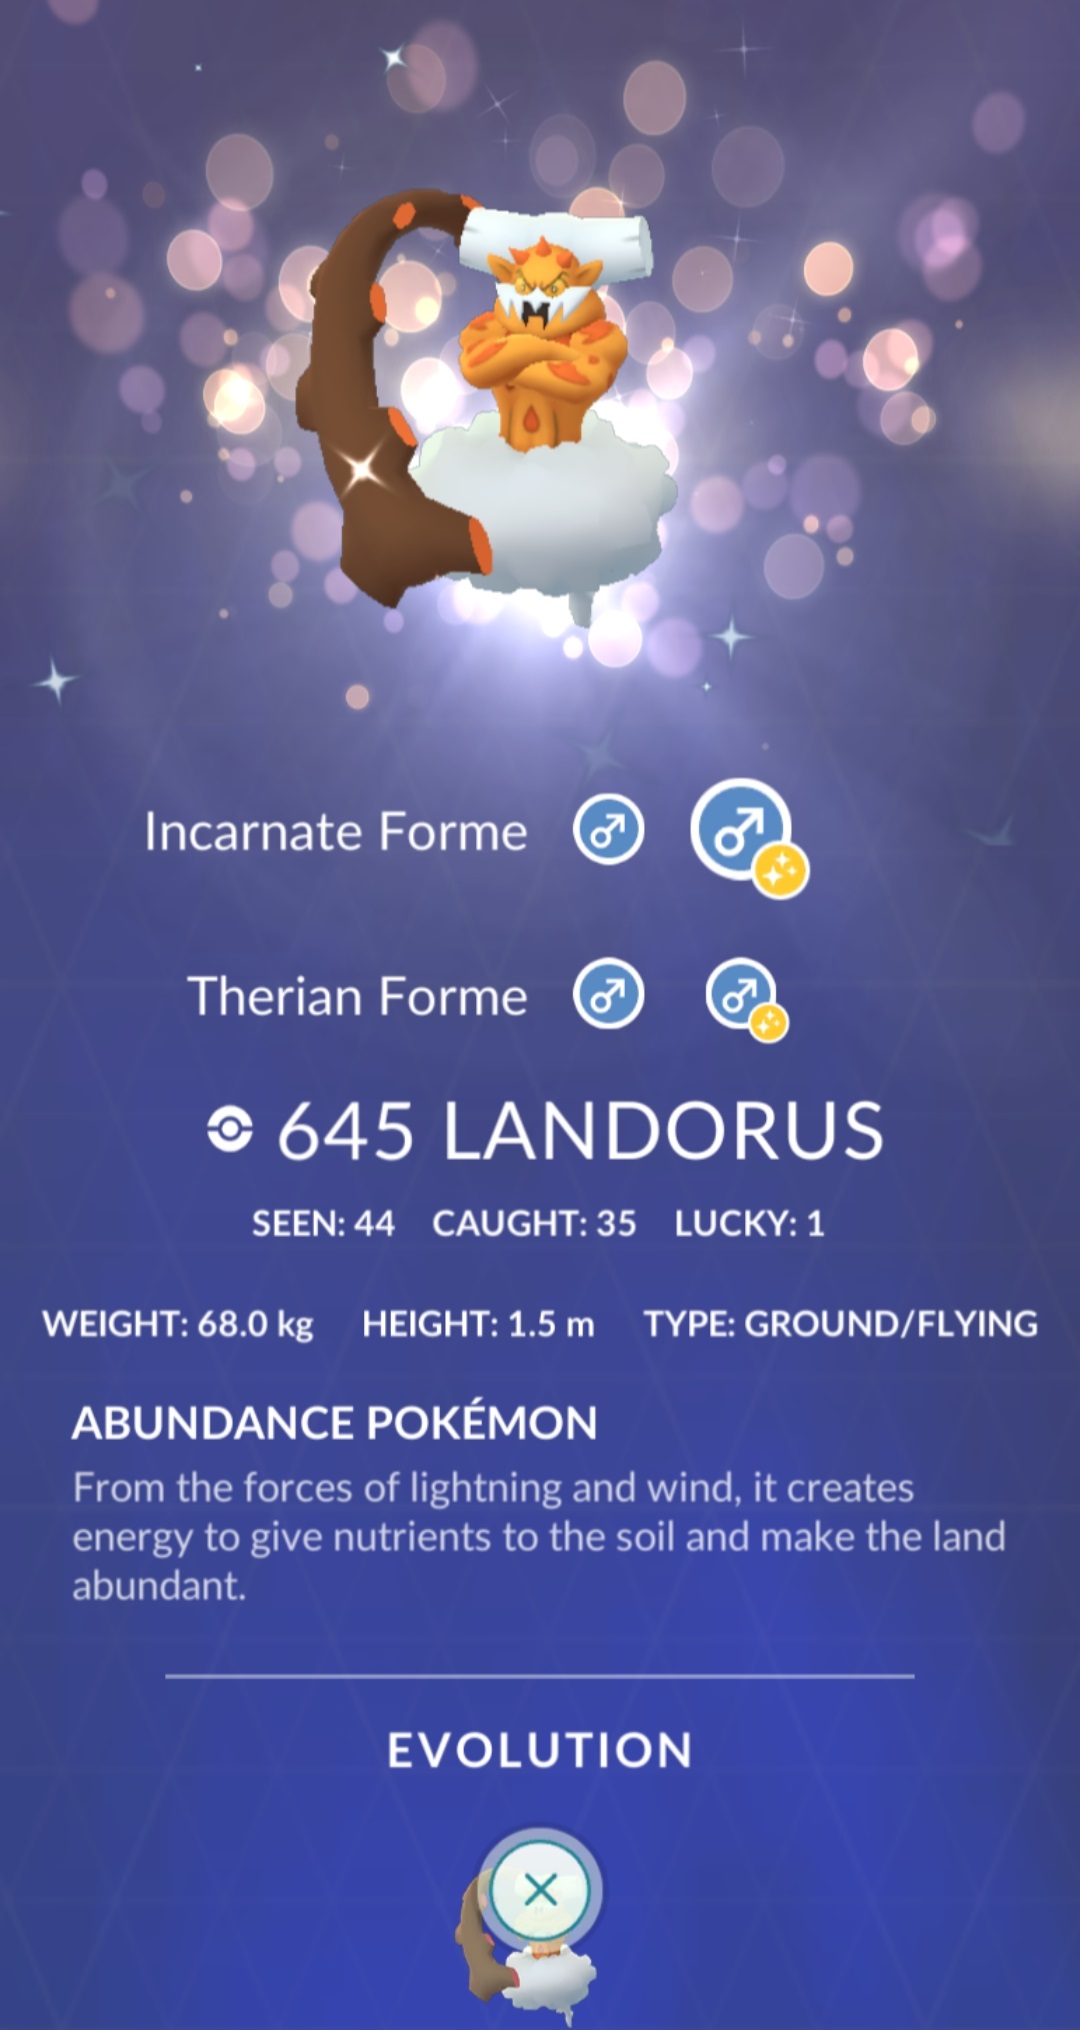 Incarnate Forme
Therian Forme
645 LANDORUS
SEEN: 44 CAUGHT: 35 LUCKY: 1
WEIGHT: 68.0 kg HEIGHT: 1.5 m TYPE: GROUND/FLYING
ABUNDANCE POKÉMON
From the forces of lightning and wind, it creates
energy to give nutrients to the soil and make the land
abundant.
EVOLUTION